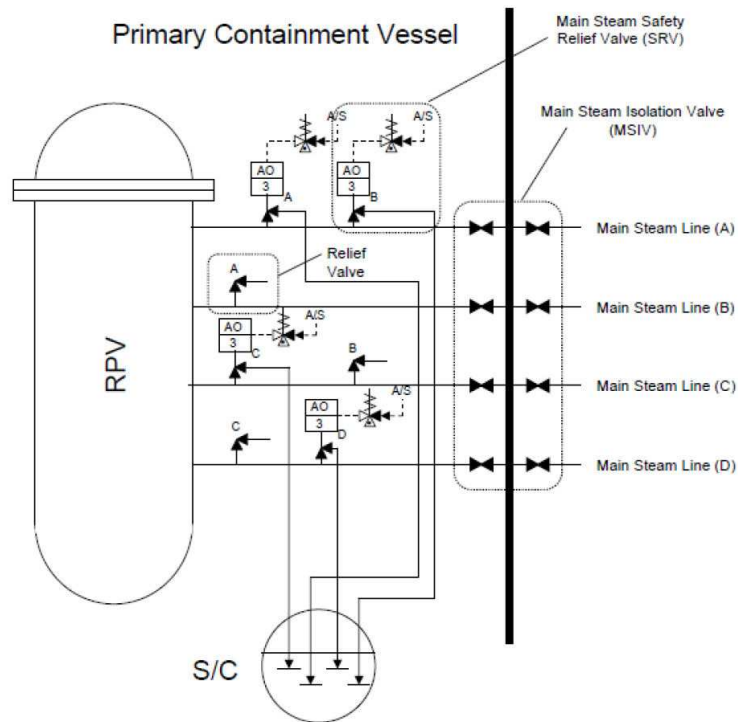 Primary Containment Vessel
Main Steam Safety
Relief Valve (SRV)
Main Steam Isolation Valve
(MSIV)
A/S
A/S
AO
3
A
AO
3
B
Main Steam Line (A)
A
Relief
Valve
Main Steam Line (B)
A/S
AO
3
C
B
Main Steam Line (C)
RPV
A/S
AO
3
D
C
Main Steam Line (D)
S/C